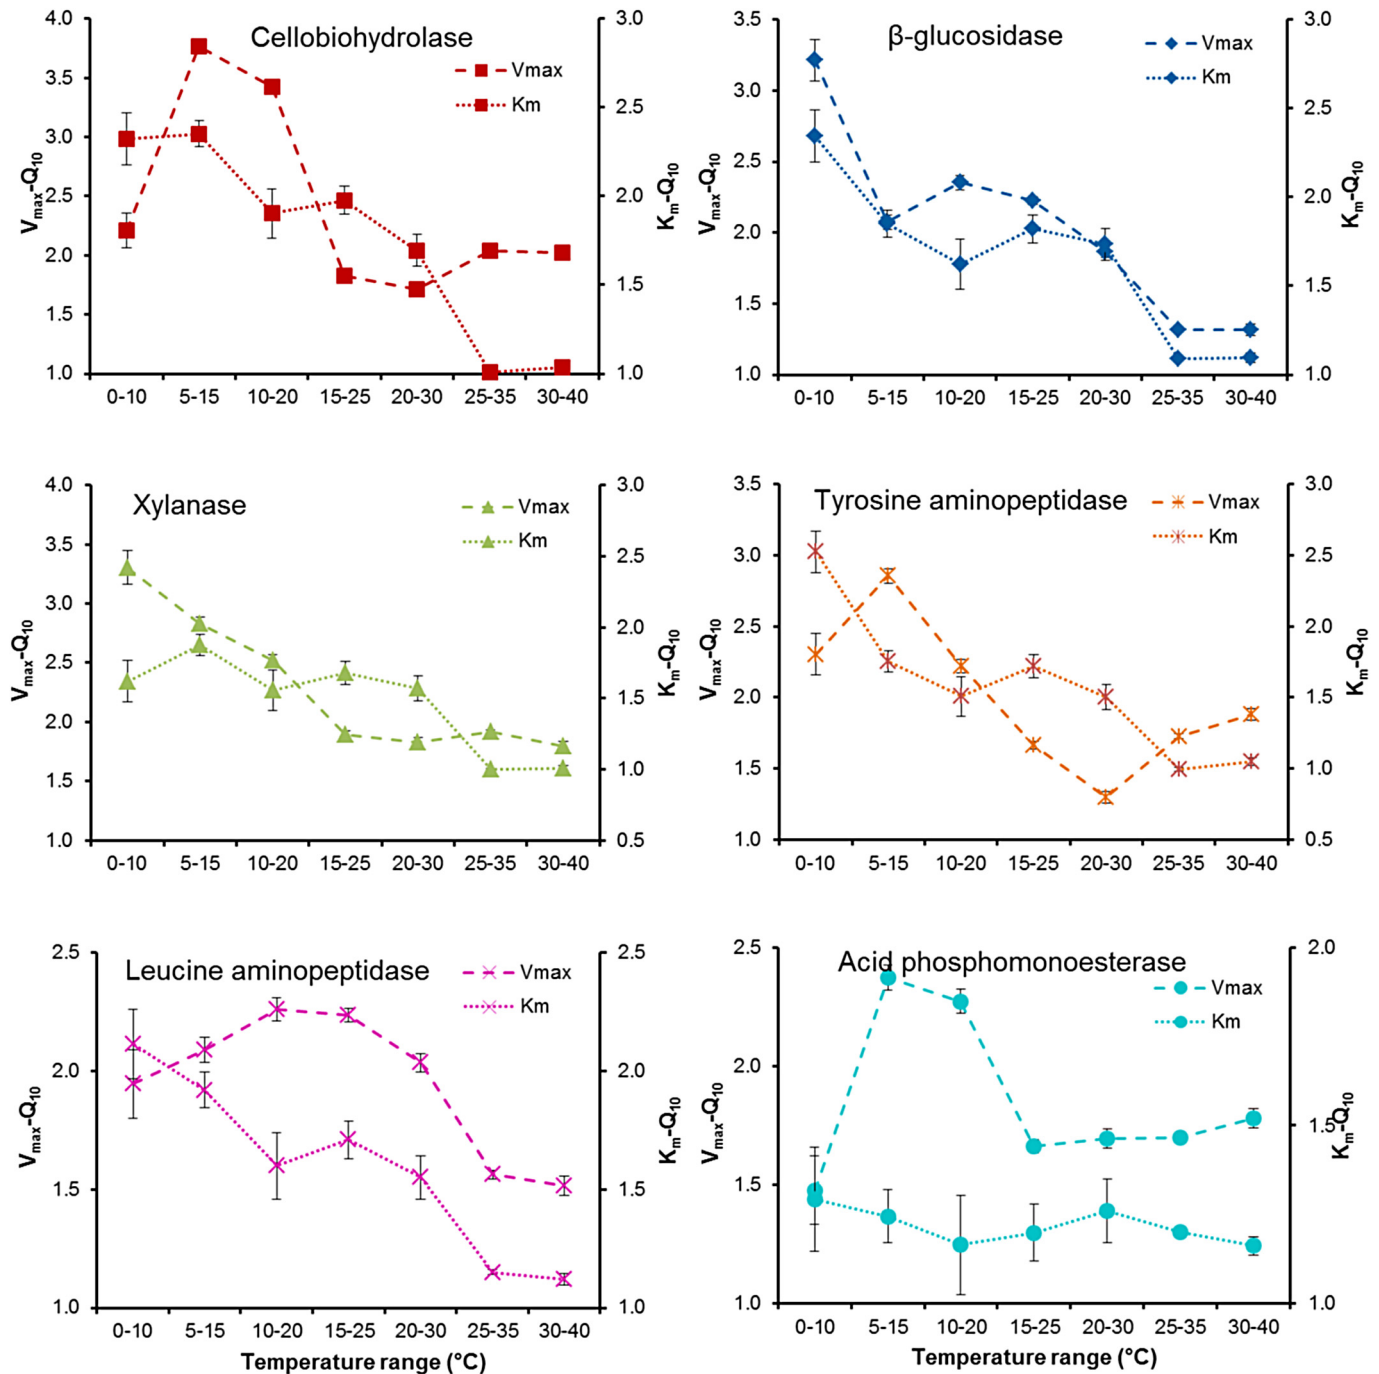 Cellobiohydrolase
Vmax
Km
4.0
3.5
3.0
2.5
2.0
1.5
1.0
Vmax-Q10
3.0
2.5
2.0
1.5
1.0
Km-Q10
0-10 5-15 10-20 15-25 20-30 25-35 30-40
β-glucosidase
Vmax
Km
3.5
3.0
2.5
2.0
1.5
1.0
Vmax-Q10
3.0
2.5
2.0
1.5
1.0
Km-Q10
0-10 5-15 10-20 15-25 20-30 25-35 30-40
Xylanase
Vmax
Km
4.0
3.5
3.0
2.5
2.0
1.5
1.0
Vmax-Q10
3.0
2.5
2.0
1.5
1.0
0.5
Km-Q10
0-10 5-15 10-20 15-25 20-30 25-35 30-40
Tyrosine aminopeptidase
Vmax
Km
3.5
3.0
2.5
2.0
1.5
1.0
Vmax-Q10
3.0
2.5
2.0
1.5
1.0
0.5
Km-Q10
0-10 5-15 10-20 15-25 20-30 25-35 30-40
Leucine aminopeptidase
Vmax
Km
2.5
2.0
1.5
1.0
Vmax-Q10
2.5
2.0
1.5
1.0
Km-Q10
0-10 5-15 10-20 15-25 20-30 25-35 30-40
Temperature range (°C)
Acid phosphomonoesterase
Vmax
Km
2.5
2.0
1.5
1.0
Vmax-Q10
2.0
1.5
1.0
Km-Q10
0-10 5-15 10-20 15-25 20-30 25-35 30-40
Temperature range (°C)